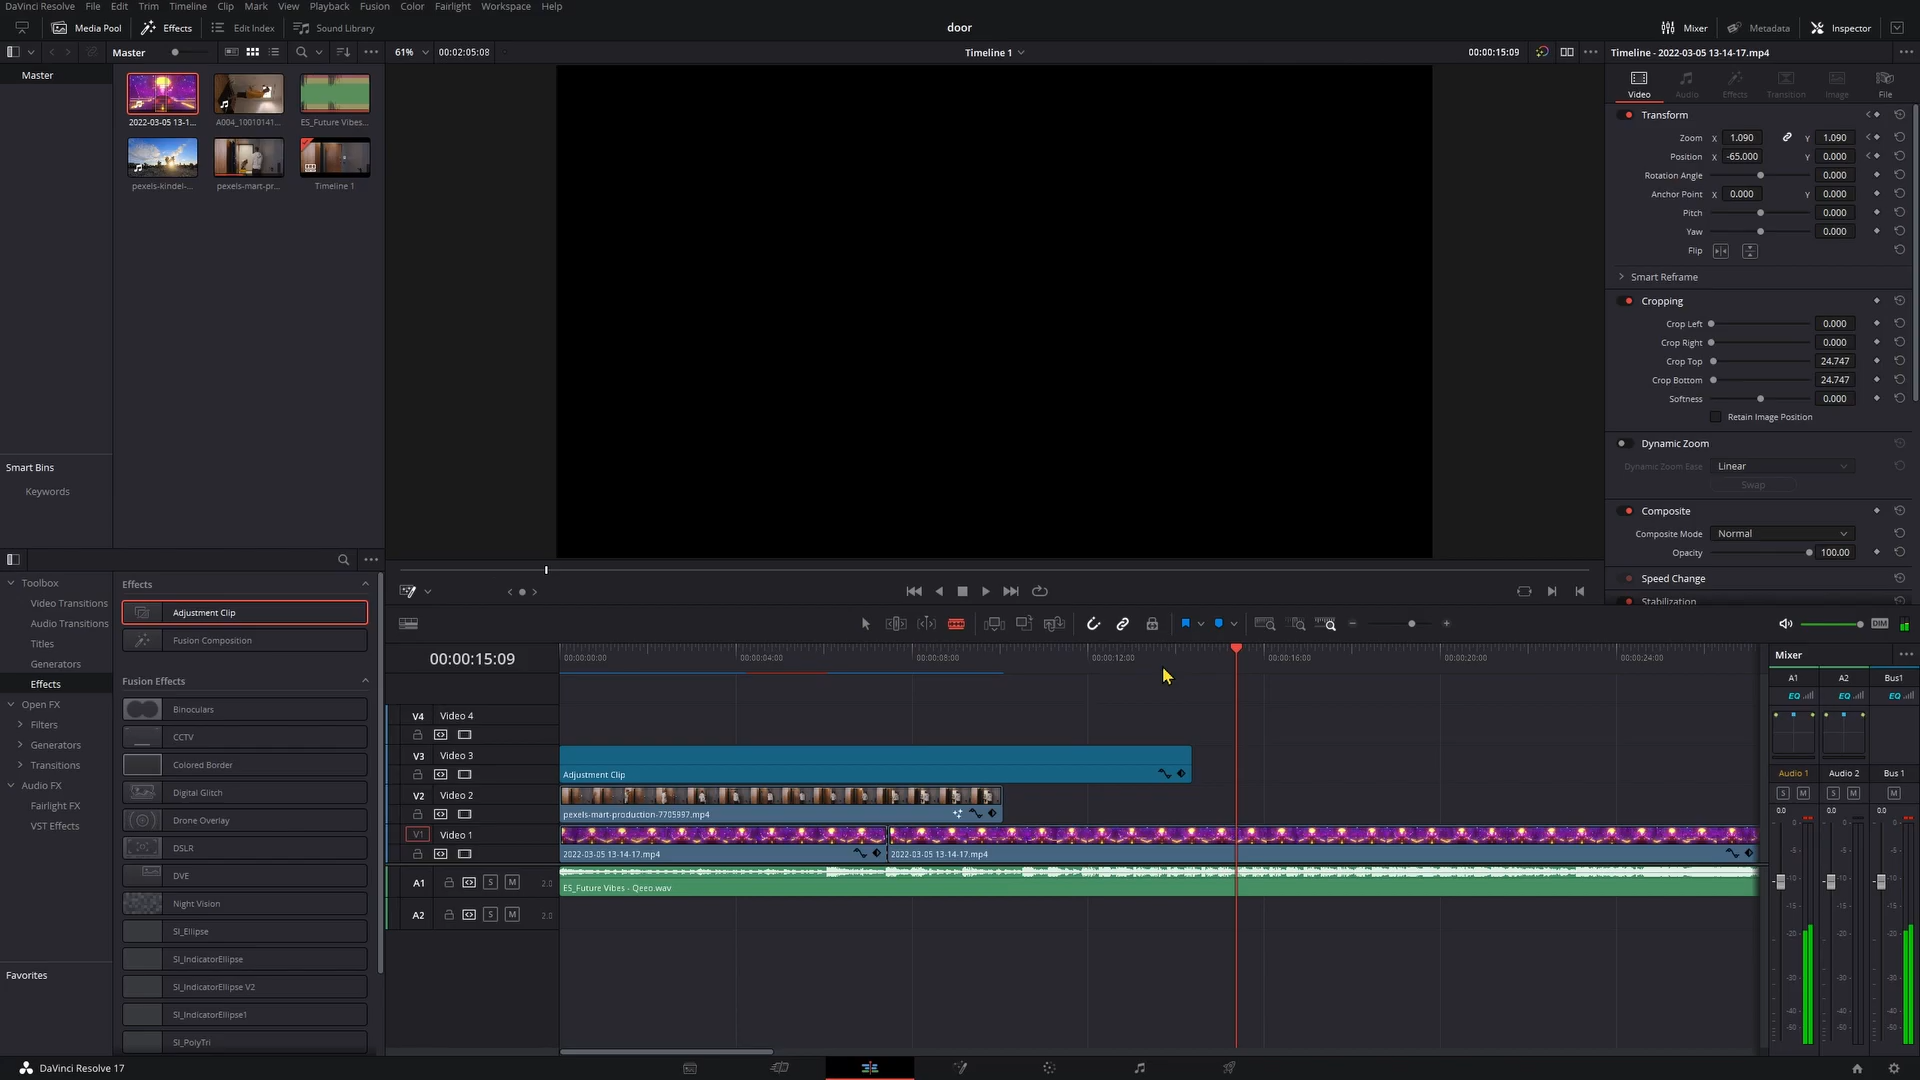 DaVinci Resolve File Edit Trim Timeline Clip Mark View Playback Fusion Color Fairlight Workspace Help
Media Pool Effects Edit Index Sound Library door Mixer Metadata Inspector
Master 61% 00:02:05:08 Timeline 1 00:00:15:09 Timeline - 2022-03-05 13-14-17.mp4
Master
Video Audio Effects Transition Image File
2022-03-05 13-1... A004_10010141... ES_Future Vibes...
pexels-kindel-... pexels-mart-pr... Timeline 1
Transform
Zoom X 1.090 Y 1.090
Position X -65.000 Y 0.000
Rotation Angle 0.000
Anchor Point X 0.000 Y 0.000
Pitch 0.000
Yaw 0.000
Flip
Smart Reframe
Cropping
Crop Left 0.000
Crop Right 0.000
Crop Top 24.747
Crop Bottom 24.747
Softness 0.000
Retain Image Position
Dynamic Zoom
Dynamic Zoom Ease Linear
Swap
Composite
Composite Mode Normal
Opacity 100.00
Speed Change
Stabilization
Smart Bins
Keywords
Toolbox
Video Transitions
Audio Transitions
Titles
Generators
Effects
Open FX
Filters
Generators
Transitions
Audio FX
Fairlight FX
VST Effects
Favorites
Effects
Adjustment Clip
Fusion Composition
Fusion Effects
Binoculars
CCTV
Colored Border
Digital Glitch
Drone Overlay
DSLR
DVE
Night Vision
SI_Ellipse
SI_IndicatorEllipse
SI_IndicatorEllipse V2
SI_IndicatorEllipse1
SI_PolyTri
DIM
00:00:15:09 00:00:00:00 00:00:04:00 00:00:08:00 00:00:12:00 00:00:16:00 00:00:20:00 00:00:24:00
V4 Video 4
V3 Video 3
Adjustment Clip
V2 Video 2
pexels-mart-production-7705997.mp4
V1 Video 1
2022-03-05 13-14-17.mp4 2022-03-05 13-14-17.mp4
A1 S M 2.0
ES_Future Vibes - Qeeo.wav
A2 S M 2.0
Mixer
A1 A2 Bus1
EQ EQ EQ
Audio 1 Audio 2 Bus 1
S M S M M
0.0 0.0 0.0
DaVinci Resolve 17